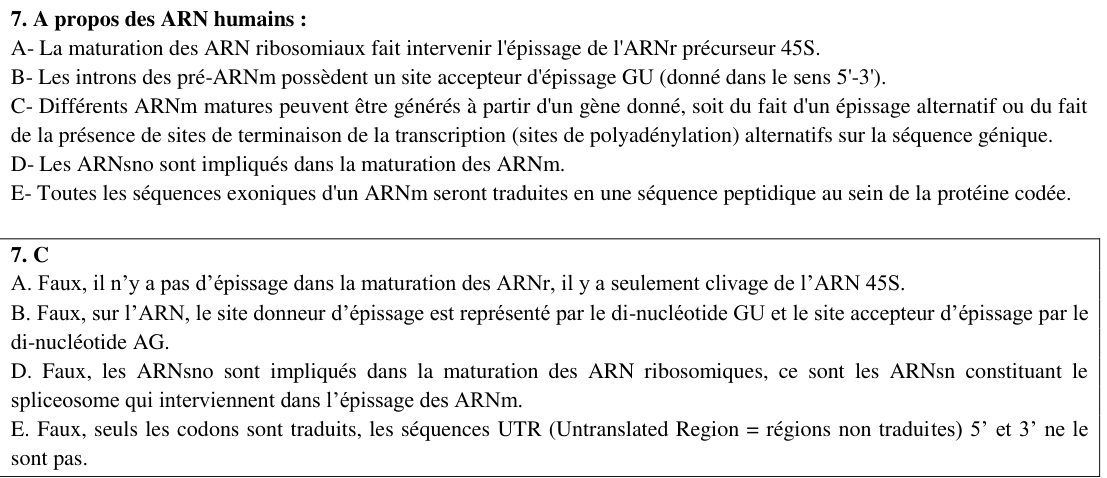 7. A propos des ARN humains :
A- La maturation des ARN ribosomiaux fait intervenir l'épissage de l'ARNr précurseur 45S.
B- Les introns des pré-ARNm possèdent un site accepteur d'épissage GU (donné dans le sens 5'-3').
C- Différents ARNm matures peuvent être générés à partir d'un gène donné, soit du fait d'un épissage alternatif ou du fait
de la présence de sites de terminaison de la transcription (sites de polyadénylation) alternatifs sur la séquence génique.
D- Les ARNsno sont impliqués dans la maturation des ARNm.
E- Toutes les séquences exoniques d'un ARNm seront traduites en une séquence peptidique au sein de la protéine codée.
7. C
A. Faux, il n’y a pas d’épissage dans la maturation des ARNr, il y a seulement clivage de l’ARN 45S.
B. Faux, sur l’ARN, le site donneur d’épissage est représenté par le di-nucléotide GU et le site accepteur d’épissage par le
di-nucléotide AG.
D. Faux, les ARNsno sont impliqués dans la maturation des ARN ribosomiques, ce sont les ARNsn constituant le
spliceosome qui interviennent dans l’épissage des ARNm.
E. Faux, seuls les codons sont traduits, les séquences UTR (Untranslated Region = régions non traduites) 5’ et 3’ ne le
sont pas.